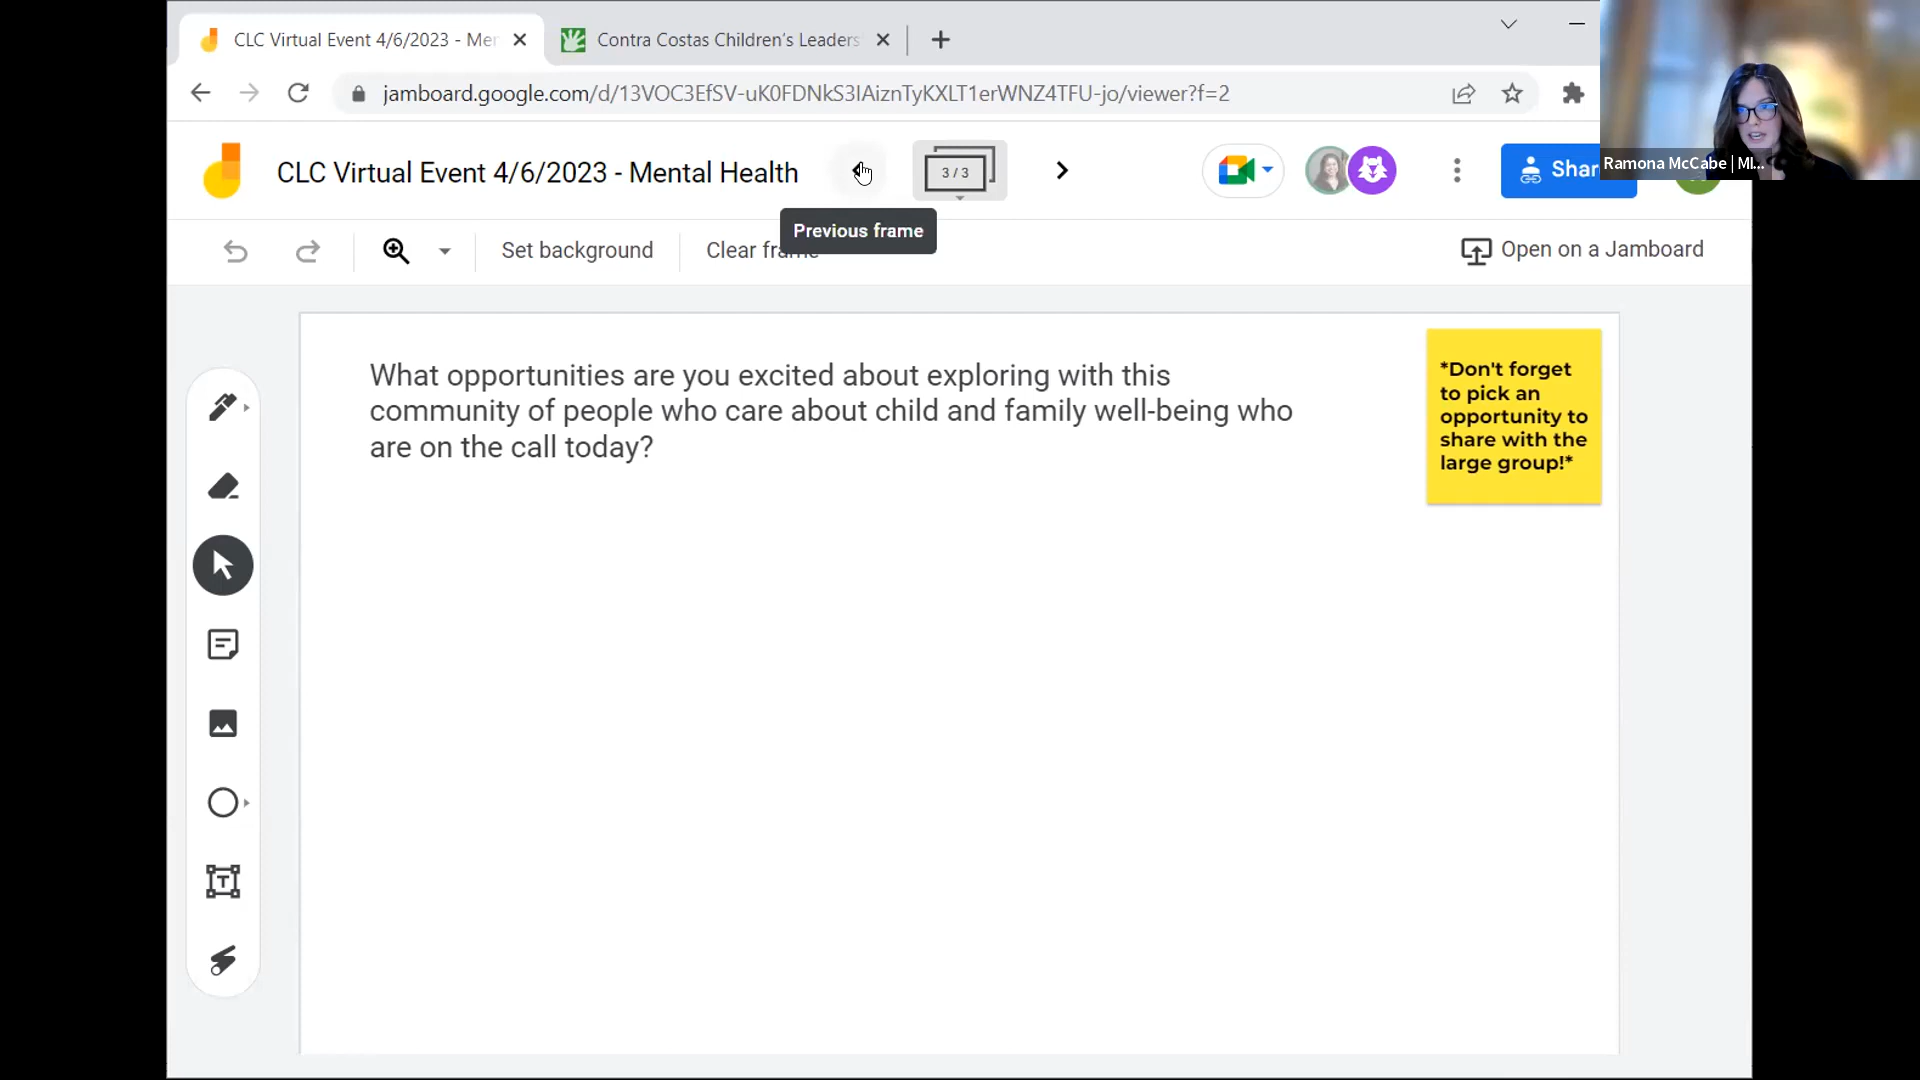 CLC Virtual Event 4/6/2023 - Mer
Contra Costas Children's Leaders
jamboard.google.com/d/13VOC3EfSV-uK0FDNkS3IAiznTyKXLT1erWNZ4TFU-jo/viewer?f=2
CLC Virtual Event 4/6/2023 - Mental Health
3 / 3
Shar
Ramona McCabe | MI...
Previous frame
Set background
Clear frame
Open on a Jamboard
What opportunities are you excited about exploring with this
community of people who care about child and family well-being who
are on the call today?
*Don't forget
to pick an
opportunity to
share with the
large group!*